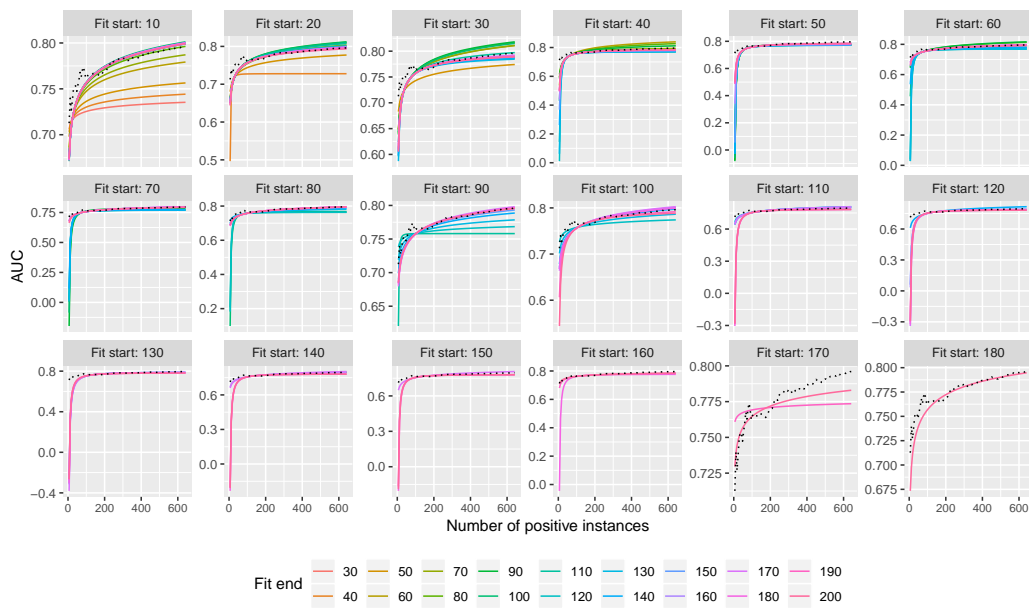 Fit start: 10 Fit start: 20 Fit start: 30 Fit start: 40 Fit start: 50 Fit start: 60
0.80 0.75 0.70
0.8 0.7 0.6 0.5
0.80 0.75 0.70 0.65 0.60
0.8 0.6 0.4 0.2 0.0
0.8 0.6 0.4 0.2 0.0
0.8 0.6 0.4 0.2 0.0
Fit start: 70 Fit start: 80 Fit start: 90 Fit start: 100 Fit start: 110 Fit start: 120
0.75 0.50 0.25 0.00
0.8 0.6 0.4 0.2
0.80 0.75 0.70 0.65
0.8 0.7 0.6
0.6 0.3 0.0 −0.3
0.6 0.3 0.0 −0.3
AUC
Fit start: 130 Fit start: 140 Fit start: 150 Fit start: 160 Fit start: 170 Fit start: 180
0.8 0.4 0.0 −0.4
0.6 0.3 0.0
0.6 0.3 0.0
0.8 0.6 0.4 0.2 0.0
0.800 0.775 0.750 0.725
0.800 0.775 0.750 0.725 0.700 0.675
0 200 400 600 0 200 400 600 0 200 400 600 0 200 400 600 0 200 400 600 0 200 400 600
Number of positive instances
Fit end
30 50 70 90 110 130 150 170 190
40 60 80 100 120 140 160 180 200